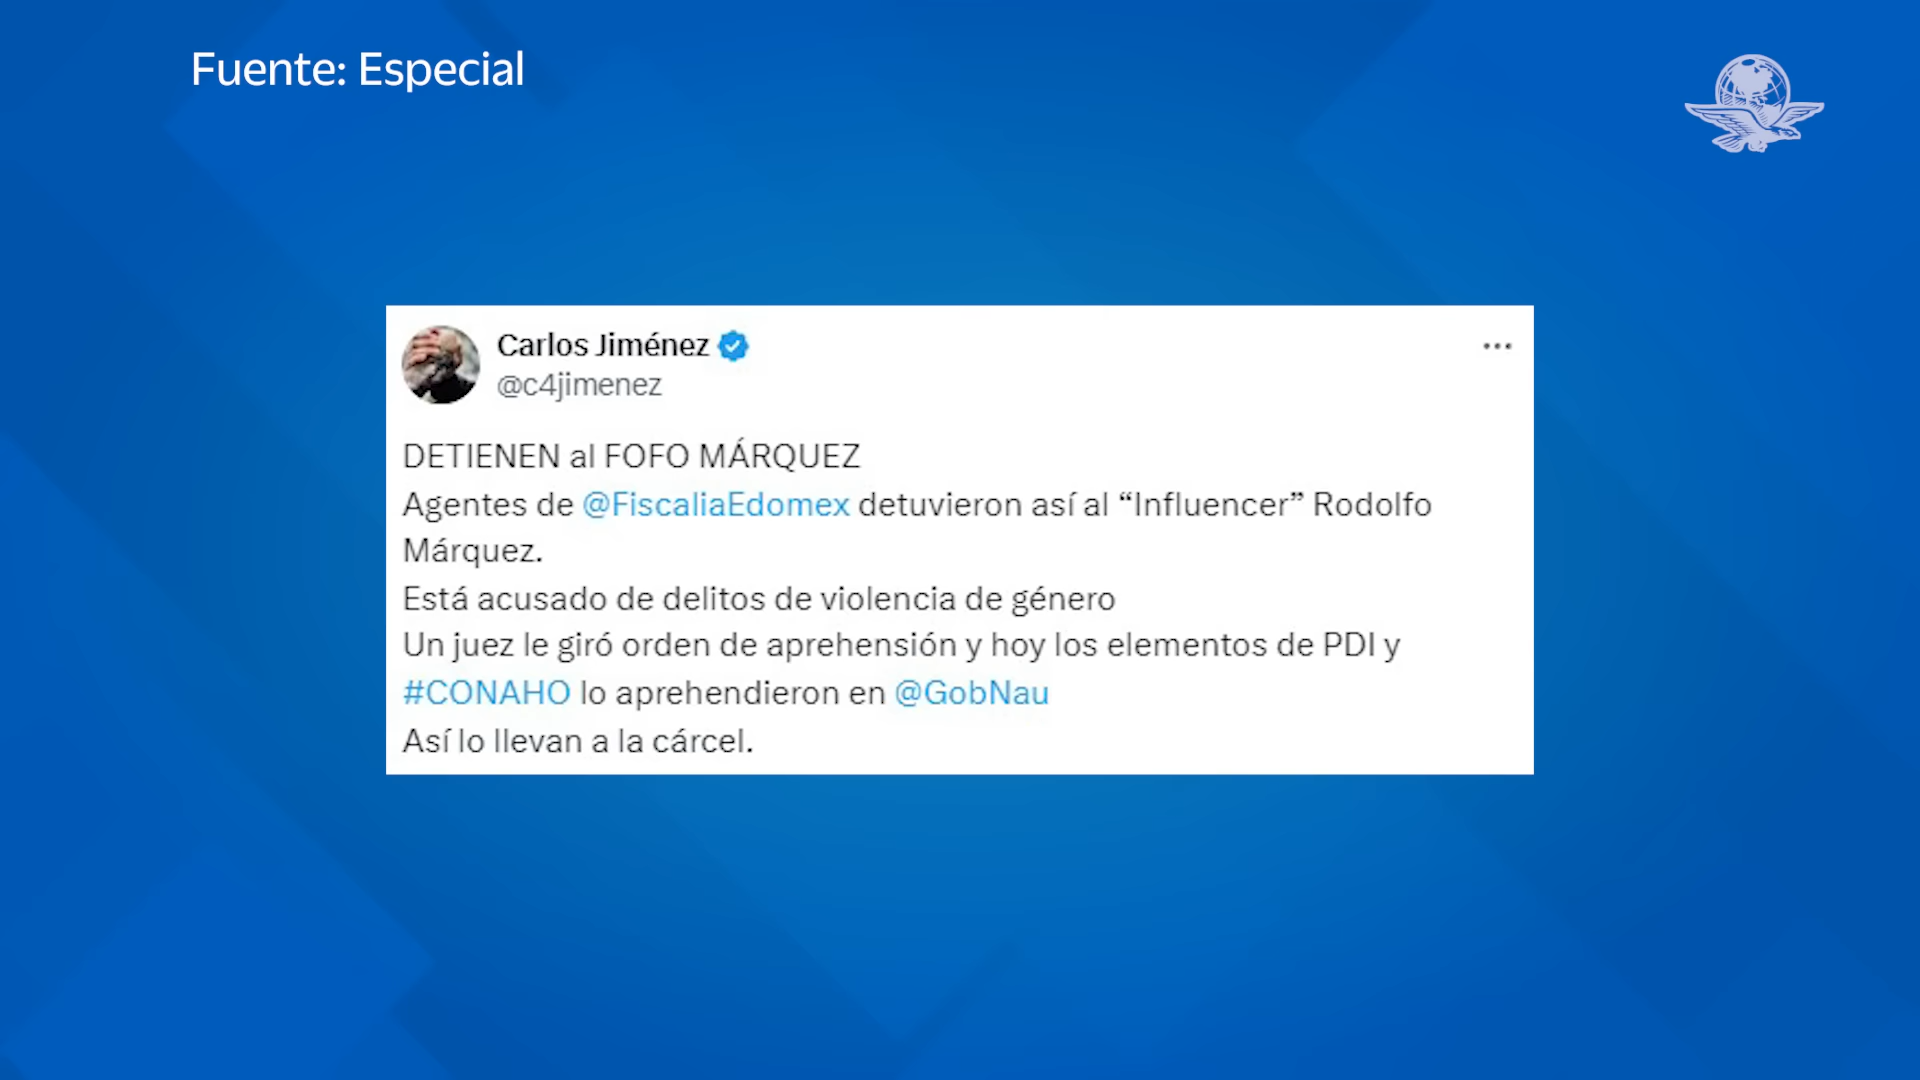 Fuente: Especial
Carlos Jiménez
@c4jimenez
DETIENEN al FOFO MÁRQUEZ
Agentes de @FiscaliaEdomex detuvieron así al “Influencer” Rodolfo
Márquez.
Está acusado de delitos de violencia de género
Un juez le giró orden de aprehensión y hoy los elementos de PDI y
#CONAHO lo aprehendieron en @GobNau
Así lo llevan a la cárcel.